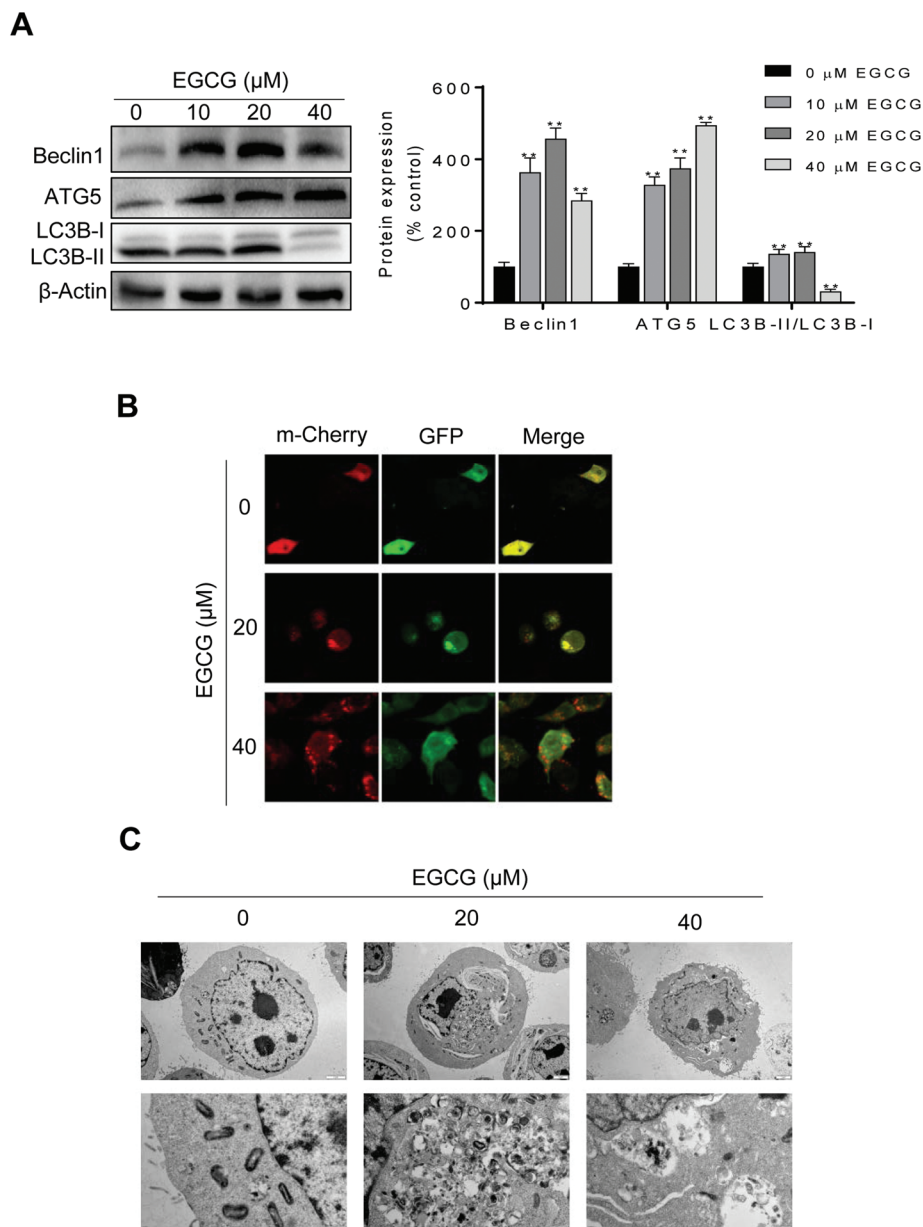 A
EGCG (µM)
0 10 20 40
Beclin1
ATG5
LC3B-I
LC3B-II
β-Actin
Protein expression
(% control)
600
400
200
0
** ** **
** ** **
** ** **
Beclin1 ATG5 LC3B-II/LC3B-I
0 µM EGCG
10 µM EGCG
20 µM EGCG
40 µM EGCG
B
m-Cherry GFP Merge
EGCG (µM)
0
20
40
C
EGCG (µM)
0 20 40